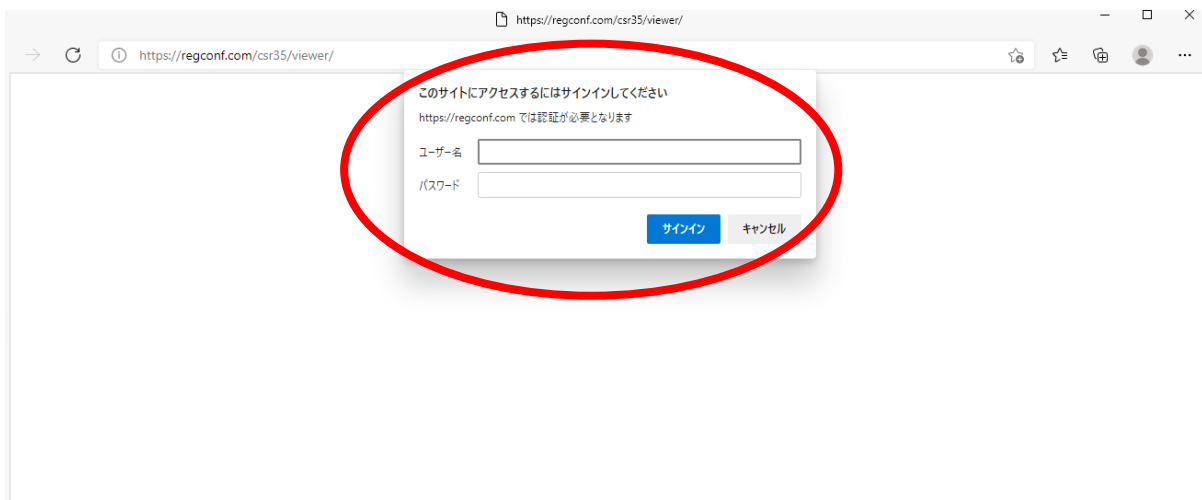 https://regconf.com/csr35/viewer/
https://regconf.com/csr35/viewer/
このサイトにアクセスするにはサインインしてください
https://regconf.com では認証が必要となります
ユーザー名
パスワード
サインイン キャンセル